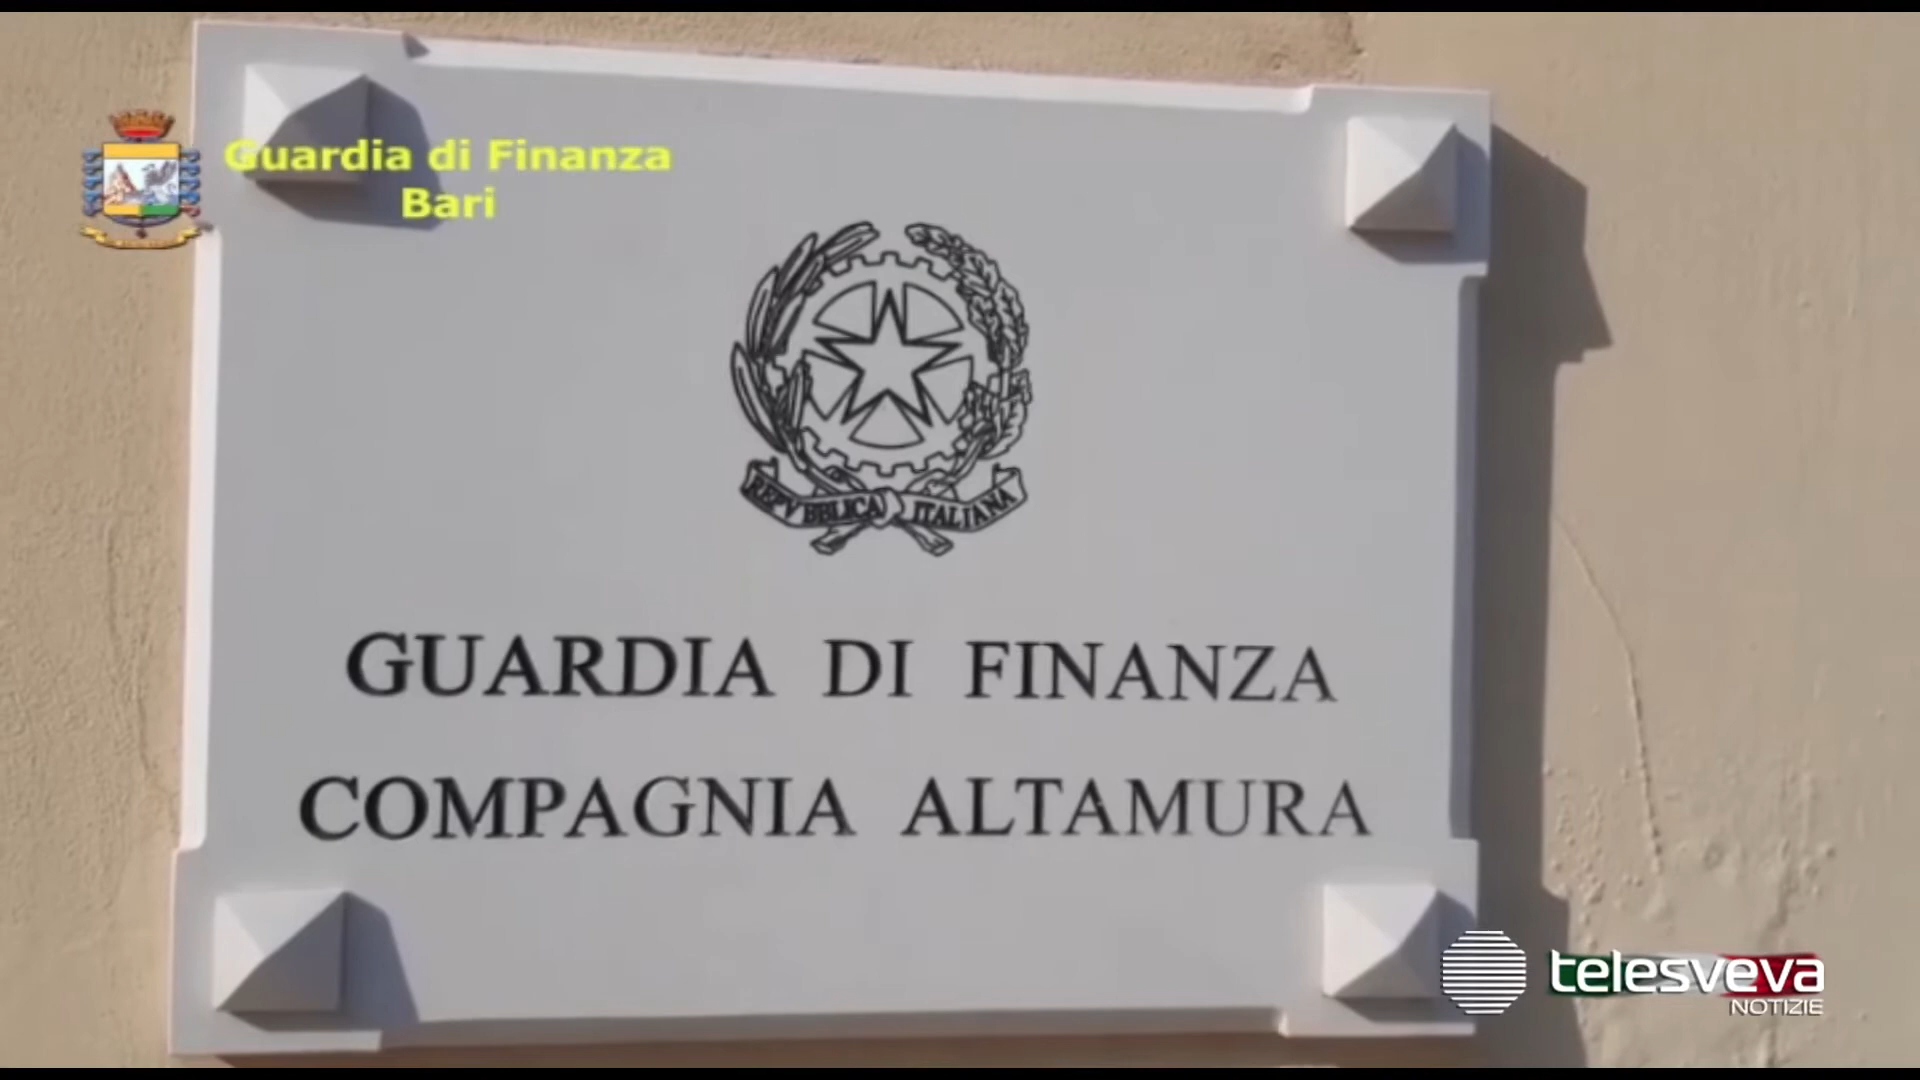 Guardia di Finanza
Bari
REPVBBLICA ITALIANA
GUARDIA DI FINANZA
COMPAGNIA ALTAMURA
telesveva
NOTIZIE